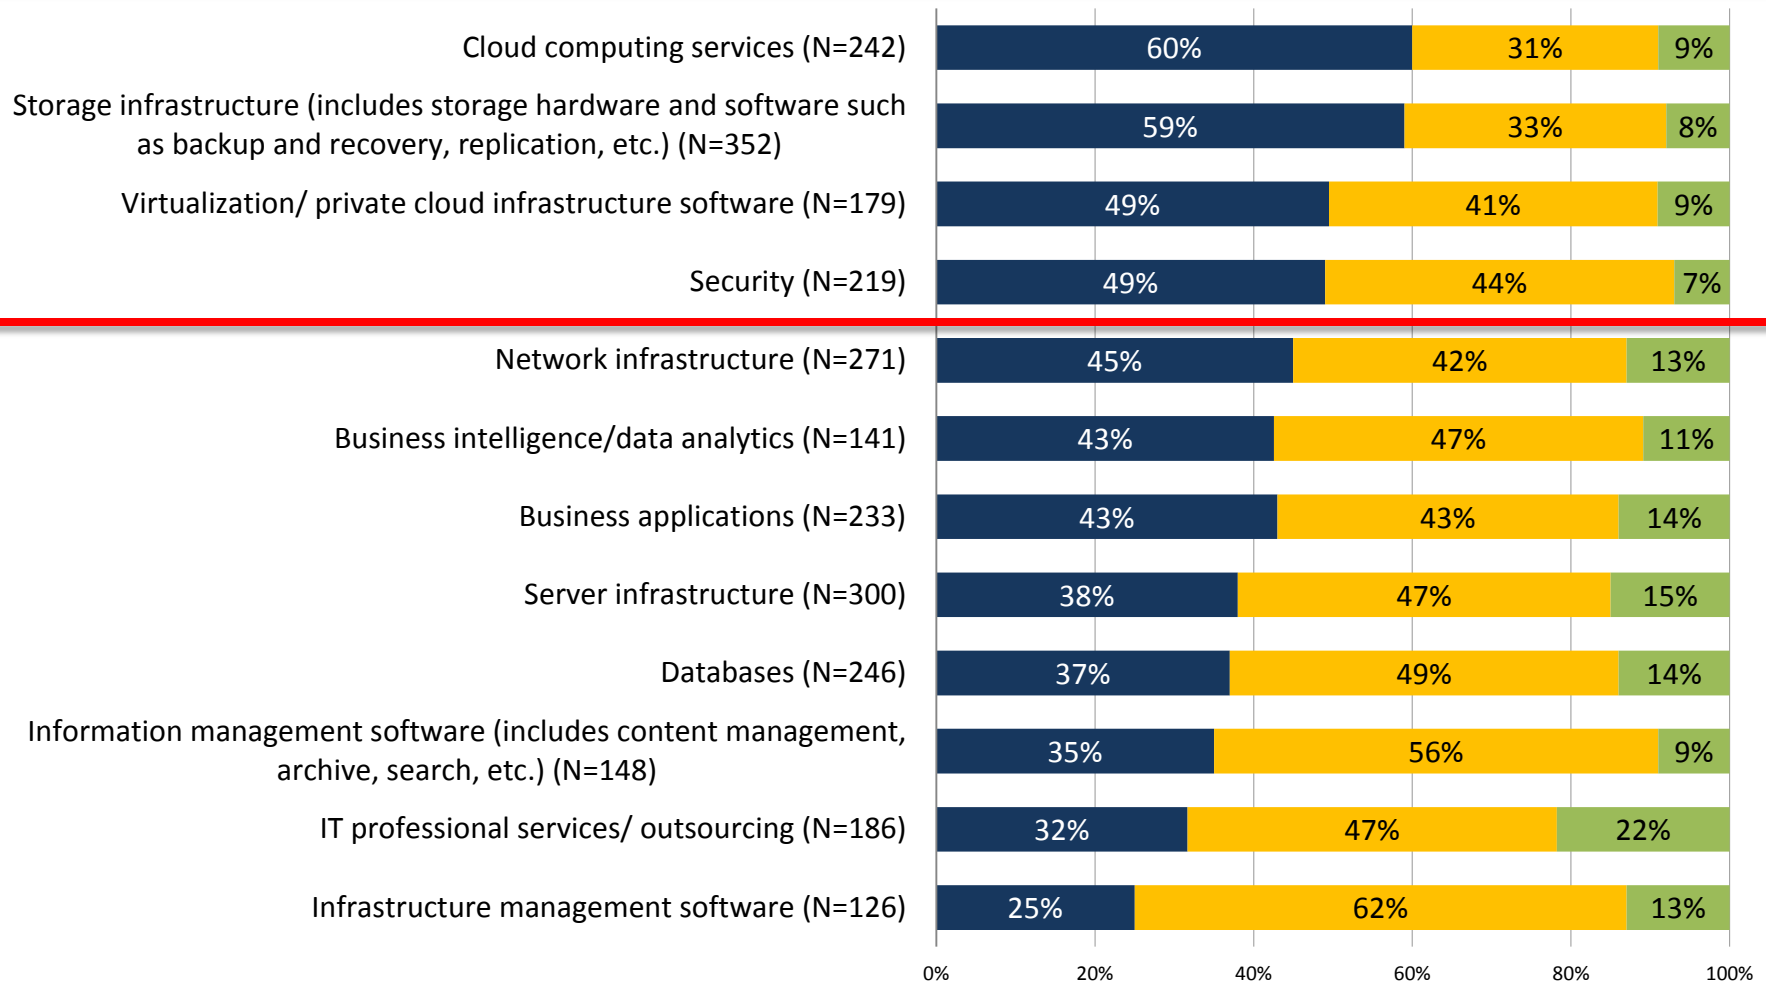 Cloud computing services (N=242) 60% 31% 9%
Storage infrastructure (includes storage hardware and software such
as backup and recovery, replication, etc.) (N=352) 59% 33% 8%
Virtualization/ private cloud infrastructure software (N=179) 49% 41% 9%
Security (N=219) 49% 44% 7%
Network infrastructure (N=271) 45% 42% 13%
Business intelligence/data analytics (N=141) 43% 47% 11%
Business applications (N=233) 43% 43% 14%
Server infrastructure (N=300) 38% 47% 15%
Databases (N=246) 37% 49% 14%
Information management software (includes content management,
archive, search, etc.) (N=148) 35% 56% 9%
IT professional services/ outsourcing (N=186) 32% 47% 22%
Infrastructure management software (N=126) 25% 62% 13%
0% 20% 40% 60% 80% 100%